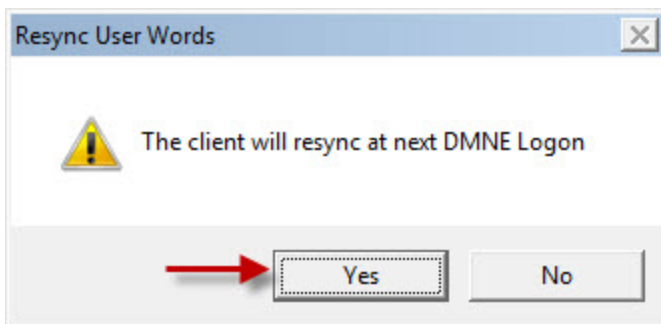 Resync User Words
The client will resync at next DMNE Logon
Yes No